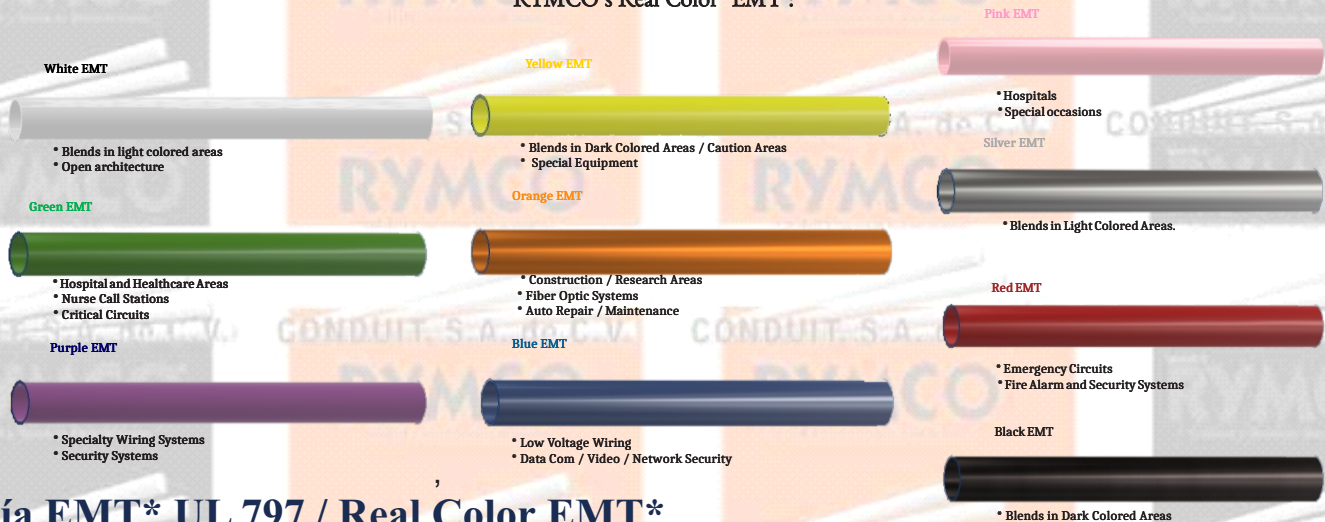 RYMCO's Real Color EMT:
White EMT
* Blends in light colored areas
* Open architecture
Green EMT
* Hospital and Healthcare Areas
* Nurse Call Stations
* Critical Circuits
Purple EMT
* Specialty Wiring Systems
* Security Systems
Yellow EMT
* Blends in Dark Colored Areas / Caution Areas
* Special Equipment
Orange EMT
* Construction / Research Areas
* Fiber Optic Systems
* Auto Repair / Maintenance
Blue EMT
* Low Voltage Wiring
* Data Com / Video / Network Security
Pink EMT
* Hospitals
* Special occasions
Silver EMT
* Blends in Light Colored Areas.
Red EMT
* Emergency Circuits
* Fire Alarm and Security Systems
Black EMT
* Blends in Dark Colored Areas
ía EMT* UL 797 / Real Color EMT*
RYMCO
RYMCO
CONDUIT, S.A. de C.V.
CONDUIT, S.A.